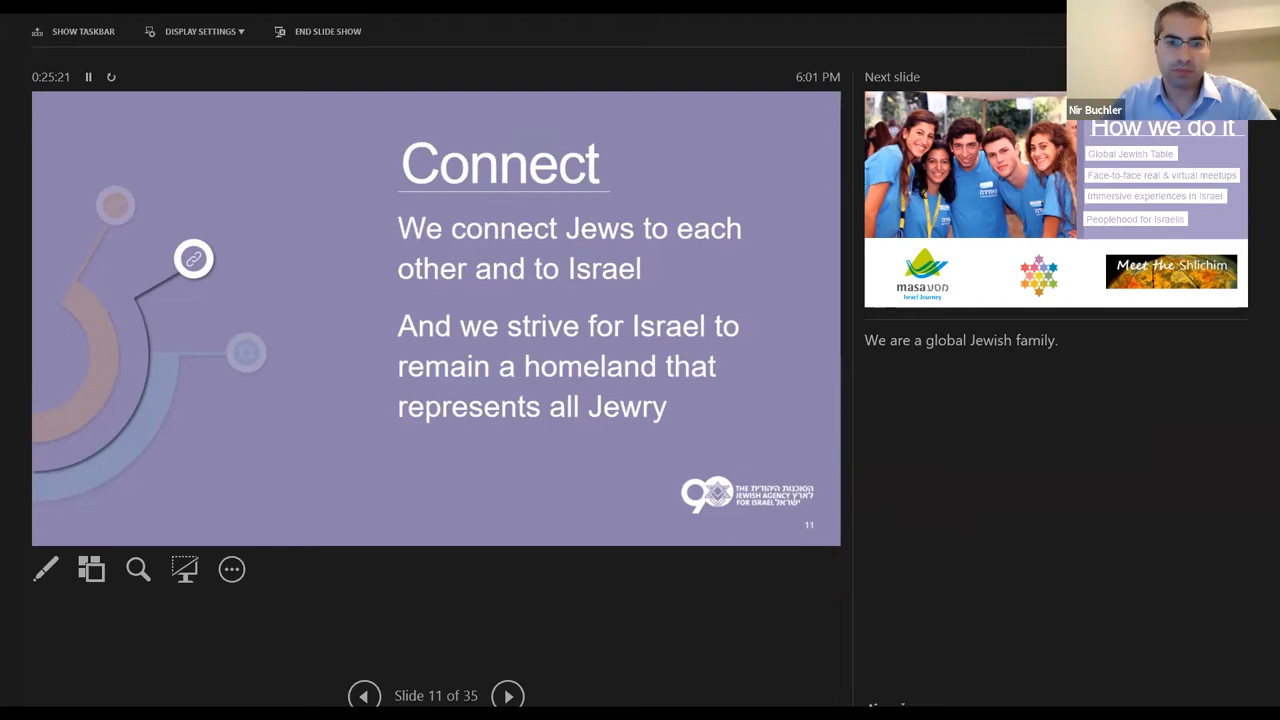 SHOW TASKBAR
DISPLAY SETTINGS ▼
END SLIDE SHOW
0:25:21
6:01 PM
Next slide
Nir Buchler
Connect
We connect Jews to each
other and to Israel
And we strive for Israel to
remain a homeland that
represents all Jewry
90
THE הסוכנות היהודית
JEWISH AGENCY לארץ
FOR ISRAEL ישראל
11
How we do it
Global Jewish Table
Face-to-face real & virtual meetups
Immersive experiences in Israel
Peoplehood for Israelis
masa מסע
Israel Journey
Meet the Shlichim
We are a global Jewish family.
Slide 11 of 35